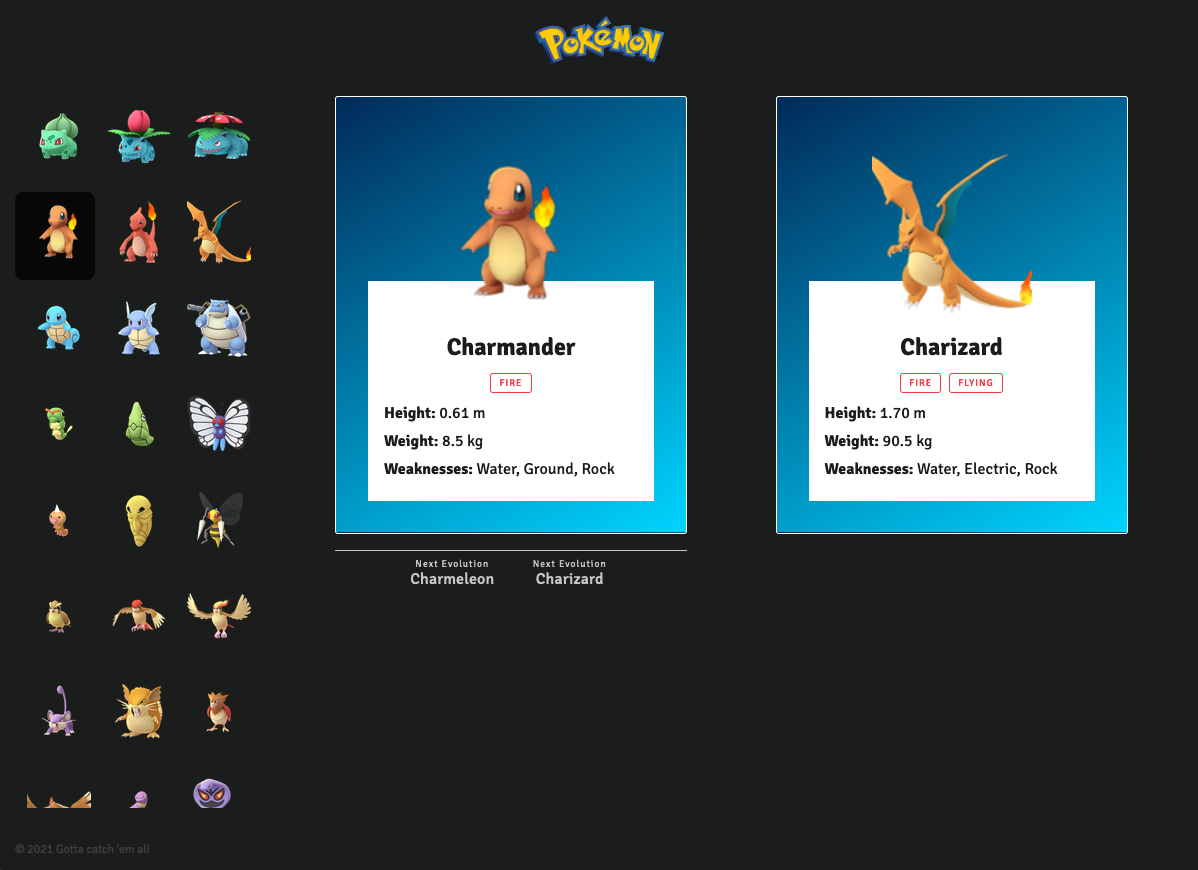 POKéMON
Charmander
FIRE
Height: 0.61 m
Weight: 8.5 kg
Weaknesses: Water, Ground, Rock
Next Evolution
Charmeleon
Next Evolution
Charizard
Charizard
FIRE FLYING
Height: 1.70 m
Weight: 90.5 kg
Weaknesses: Water, Electric, Rock
© 2021 Gotta catch 'em all